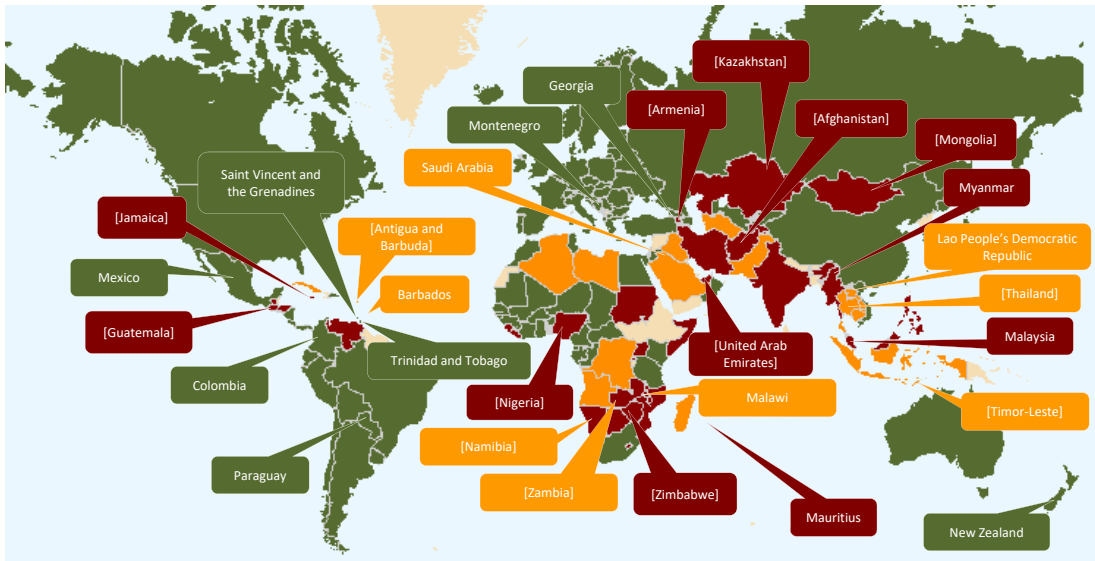 [Kazakhstan]
Georgia
[Armenia]
[Afghanistan]
Montenegro
[Mongolia]
Saudi Arabia
Saint Vincent and
the Grenadines
Myanmar
[Jamaica]
[Antigua and
Barbuda]
Lao People's Democratic
Republic
Mexico
Barbados
[Thailand]
[Guatemala]
Malaysia
[United Arab
Emirates]
Trinidad and Tobago
Colombia
[Nigeria]
Malawi
[Timor-Leste]
[Namibia]
Paraguay
[Zambia]
[Zimbabwe]
Mauritius
New Zealand